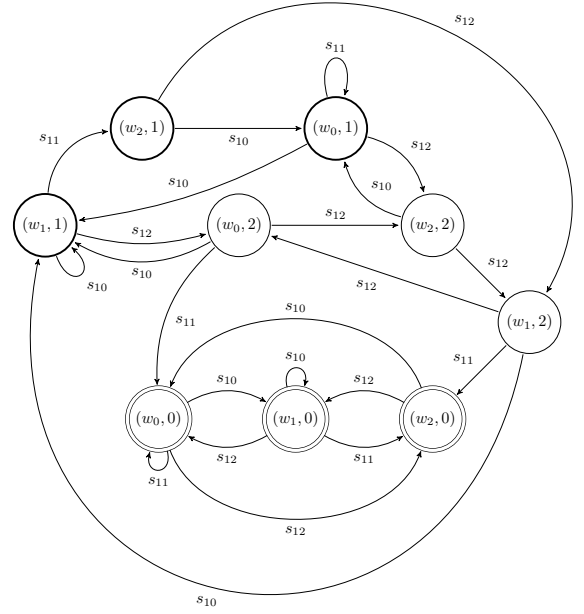 s12
s11
(w2, 1)
(w0, 1)
s11
s10
s12
s10
s10
(w1, 1)
s12
(w0, 2)
s12
(w2, 2)
s10
s12
s10
s12
(w1, 2)
s11
s10
s11
s10
s10
s12
(w0, 0)
(w1, 0)
(w2, 0)
s12
s11
s11
s12
s10